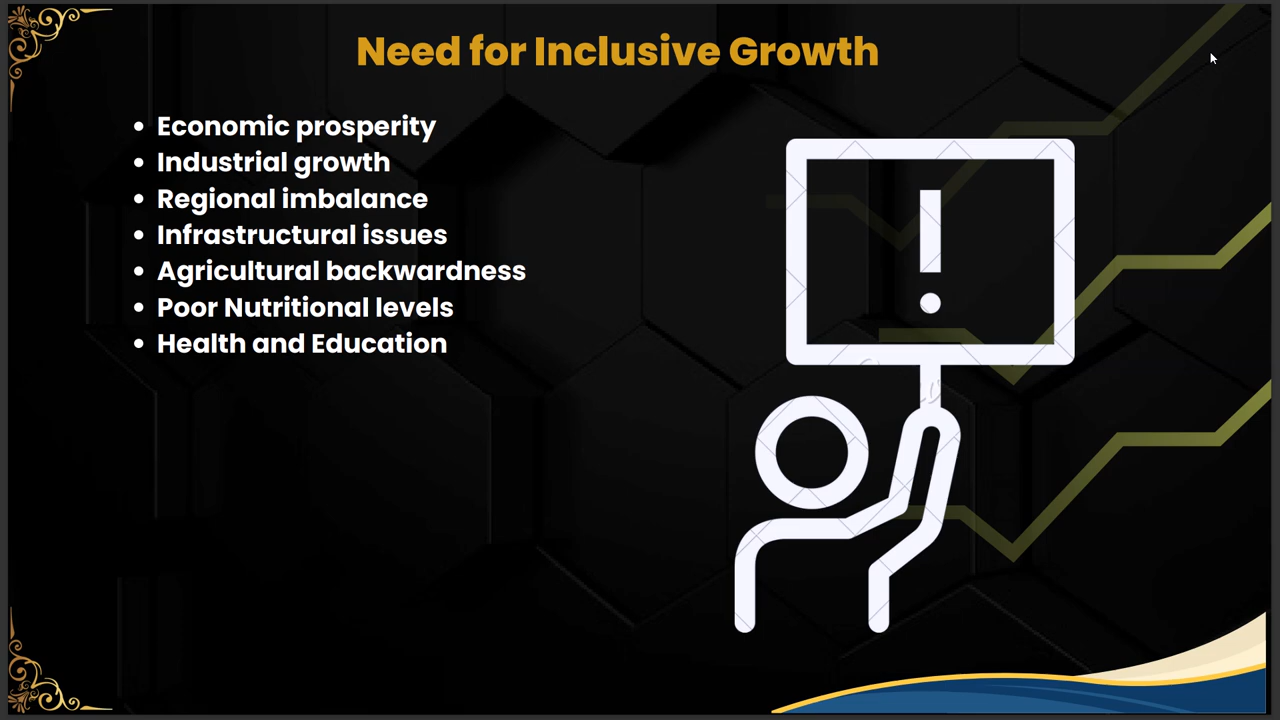 Need for Inclusive Growth
• Economic prosperity
• Industrial growth
• Regional imbalance
• Infrastructural issues
• Agricultural backwardness
• Poor Nutritional levels
• Health and Education
!